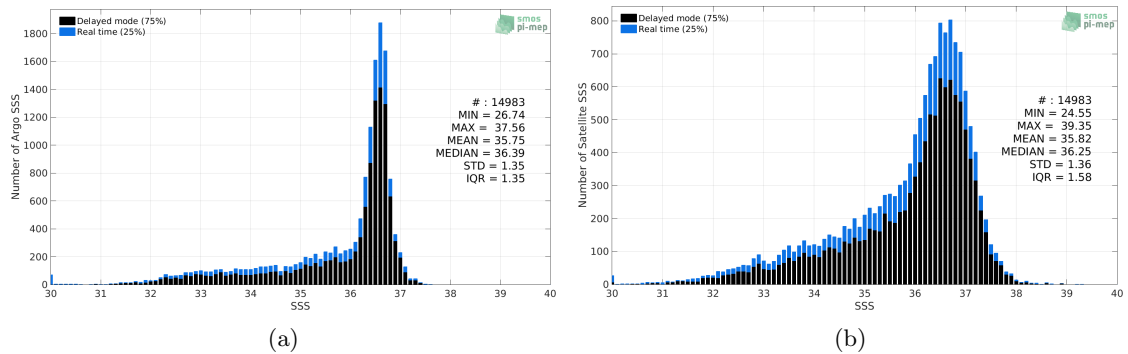 Delayed mode (75%)
Real time (25%)
smos
pi-mep
Number of Argo SSS
1800
1600
1400
1200
1000
800
600
400
200
0
# : 14983
MIN = 26.74
MAX = 37.56
MEAN = 35.75
MEDIAN = 36.39
STD = 1.35
IQR = 1.35
30 31 32 33 34 35 36 37 38 39 40
SSS
(a)
Delayed mode (75%)
Real time (25%)
smos
pi-mep
Number of Satellite SSS
800
700
600
500
400
300
200
100
0
# : 14983
MIN = 24.55
MAX = 39.35
MEAN = 35.82
MEDIAN = 36.25
STD = 1.36
IQR = 1.58
30 31 32 33 34 35 36 37 38 39 40
SSS
(b)